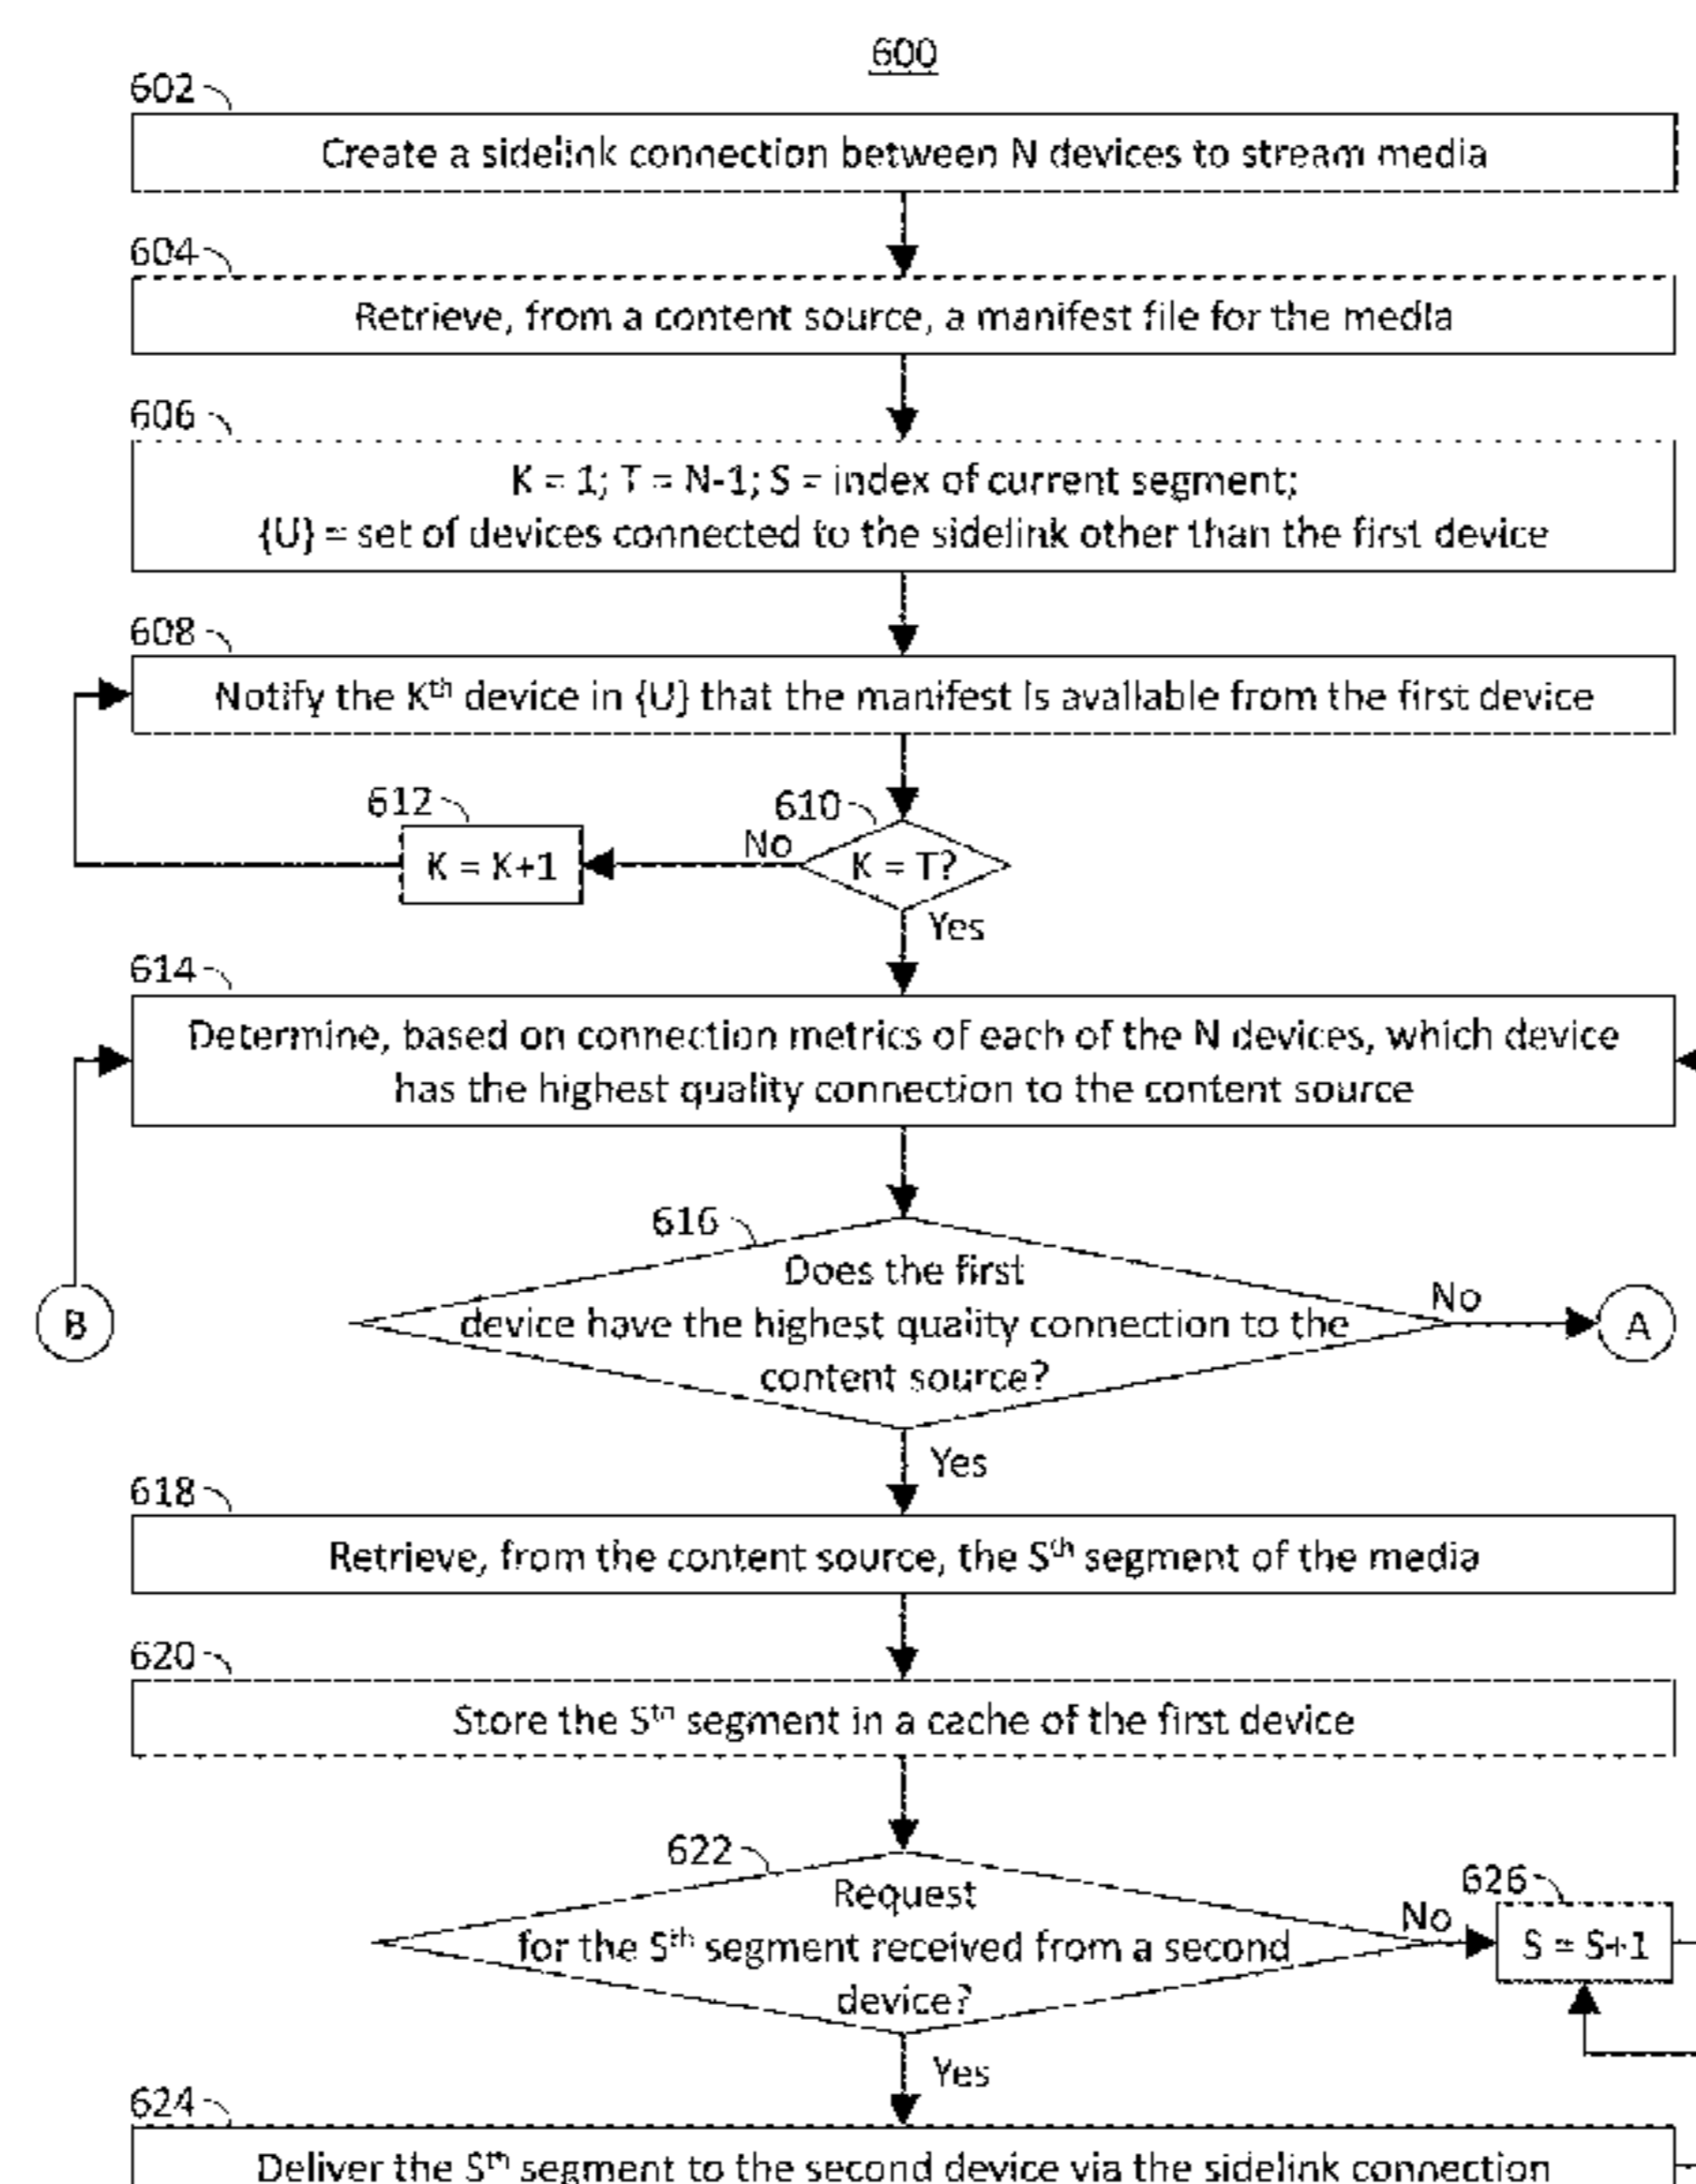 600
602
Create a sidelink connection between N devices to stream media
604
Retrieve, from a content source, a manifest file for the media
606
K = 1; T = N-1; S = index of current segment;
{U} = set of devices connected to the sidelink other than the first device
608
Notify the Kth device in {U} that the manifest is available from the first device
612
610
No
K = K+1
K = T?
Yes
614
Determine, based on connection metrics of each of the N devices, which device
has the highest quality connection to the content source
616
Does the first
device have the highest quality connection to the
content source?
No
B
A
Yes
618
Retrieve, from the content source, the Sth segment of the media
620
Store the Sth segment in a cache of the first device
622
Request
for the Sth segment received from a second
device?
No
626
S = S+1
Yes
624
Deliver the Sth segment to the second device via the sidelink connection